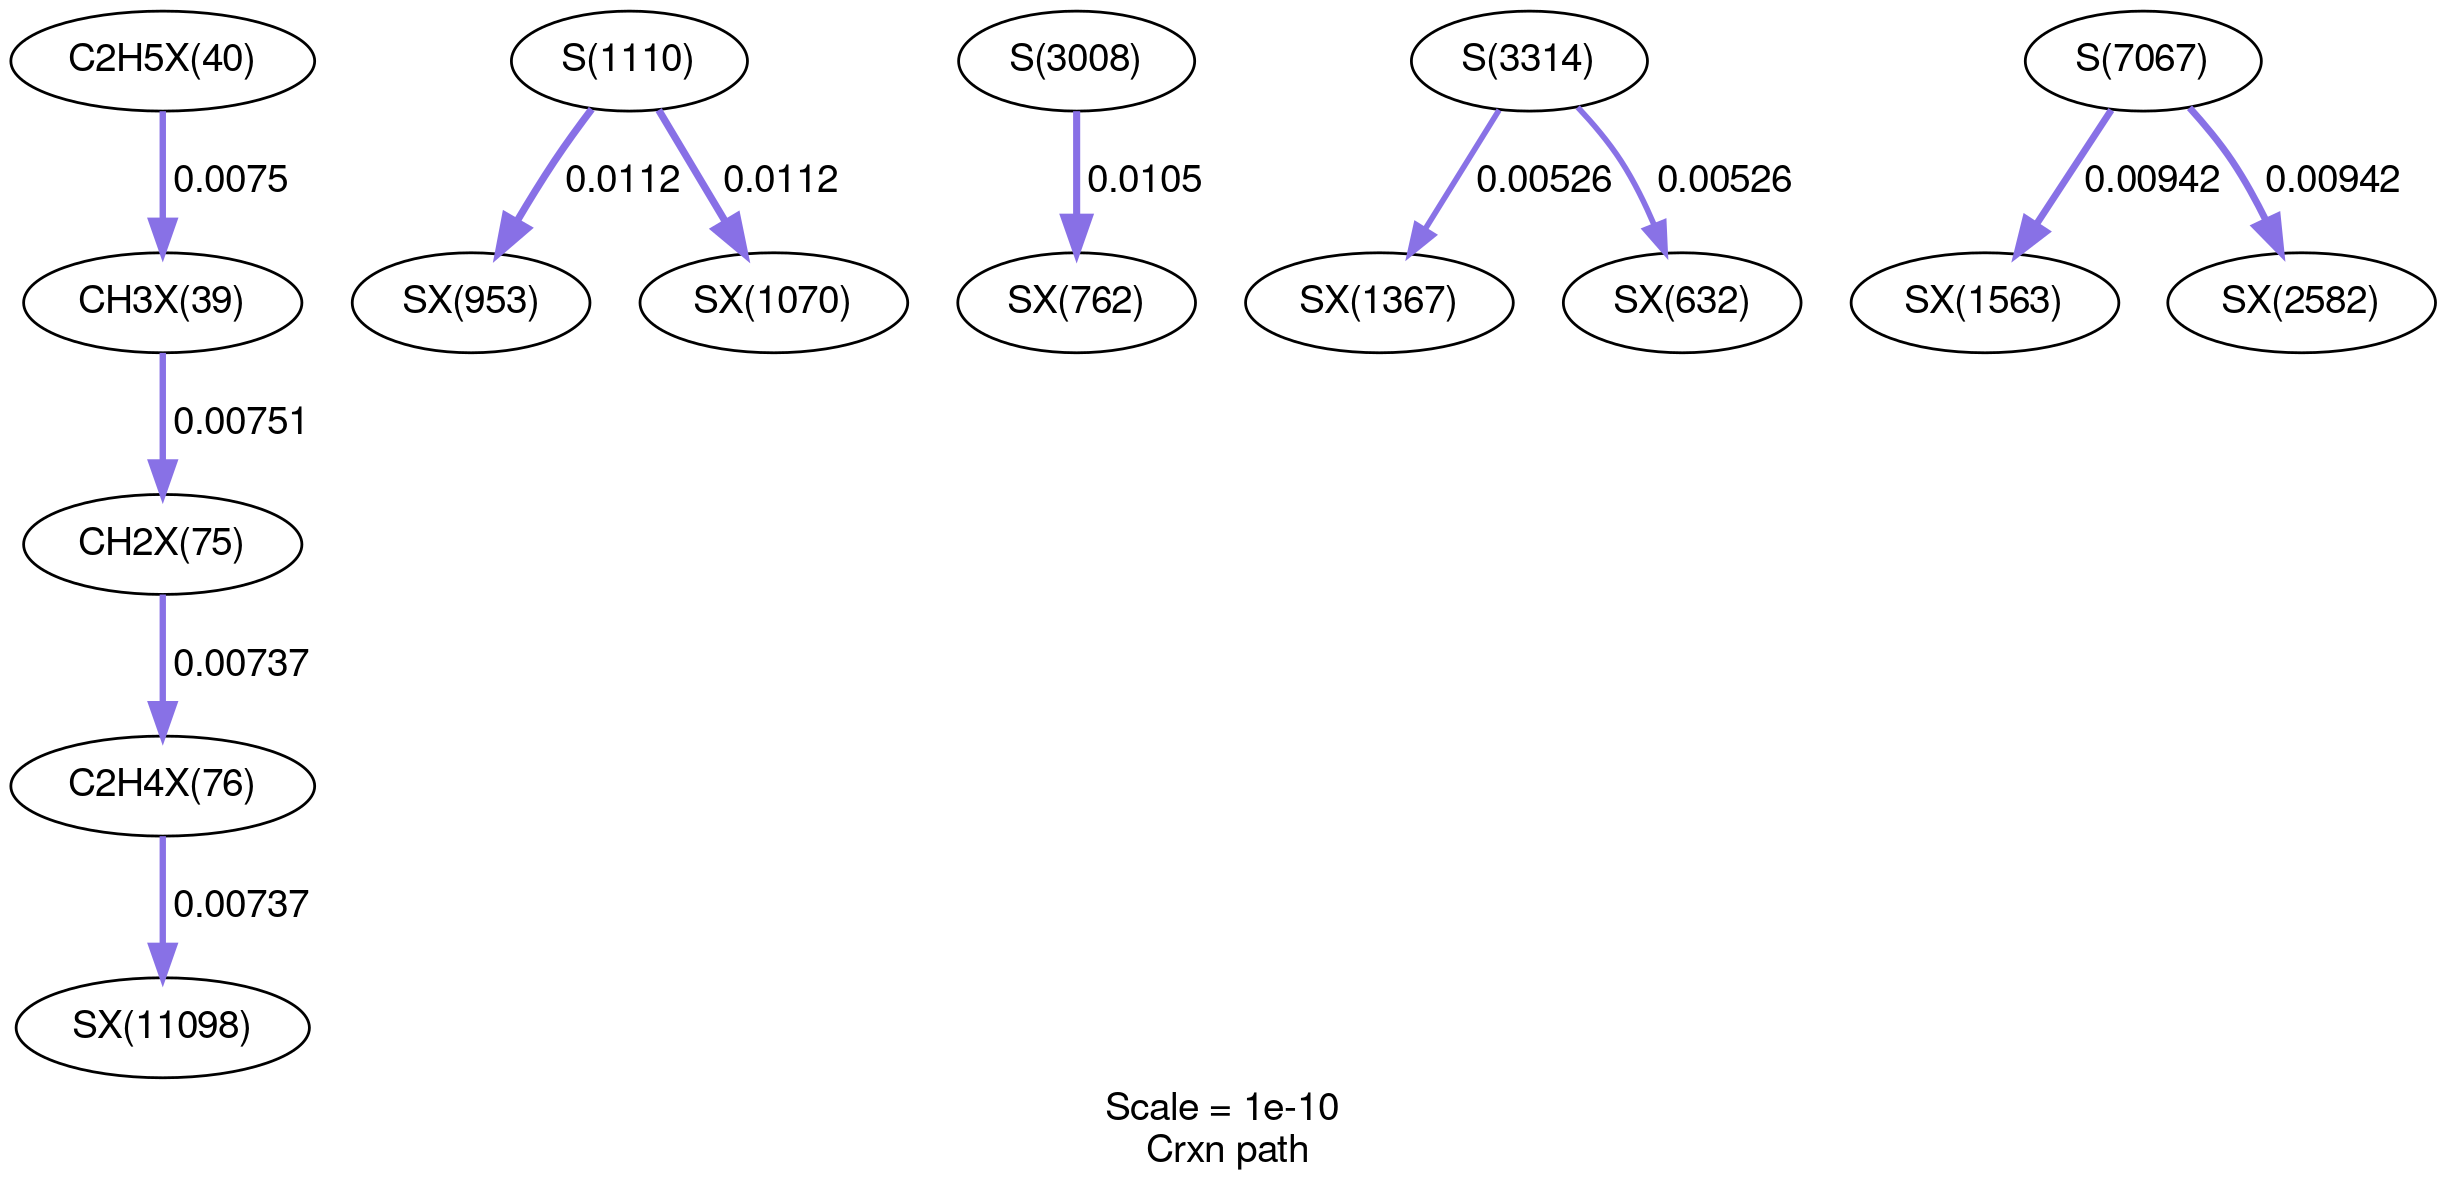 C2H5X(40)
S(1110)
S(3008)
S(3314)
S(7067)
0.0075
0.0112
0.0112
0.0105
0.00526
0.00526
0.00942
0.00942
CH3X(39)
SX(953)
SX(1070)
SX(762)
SX(1367)
SX(632)
SX(1563)
SX(2582)
0.00751
CH2X(75)
0.00737
C2H4X(76)
0.00737
SX(11098)
Scale = 1e-10
Crxn path